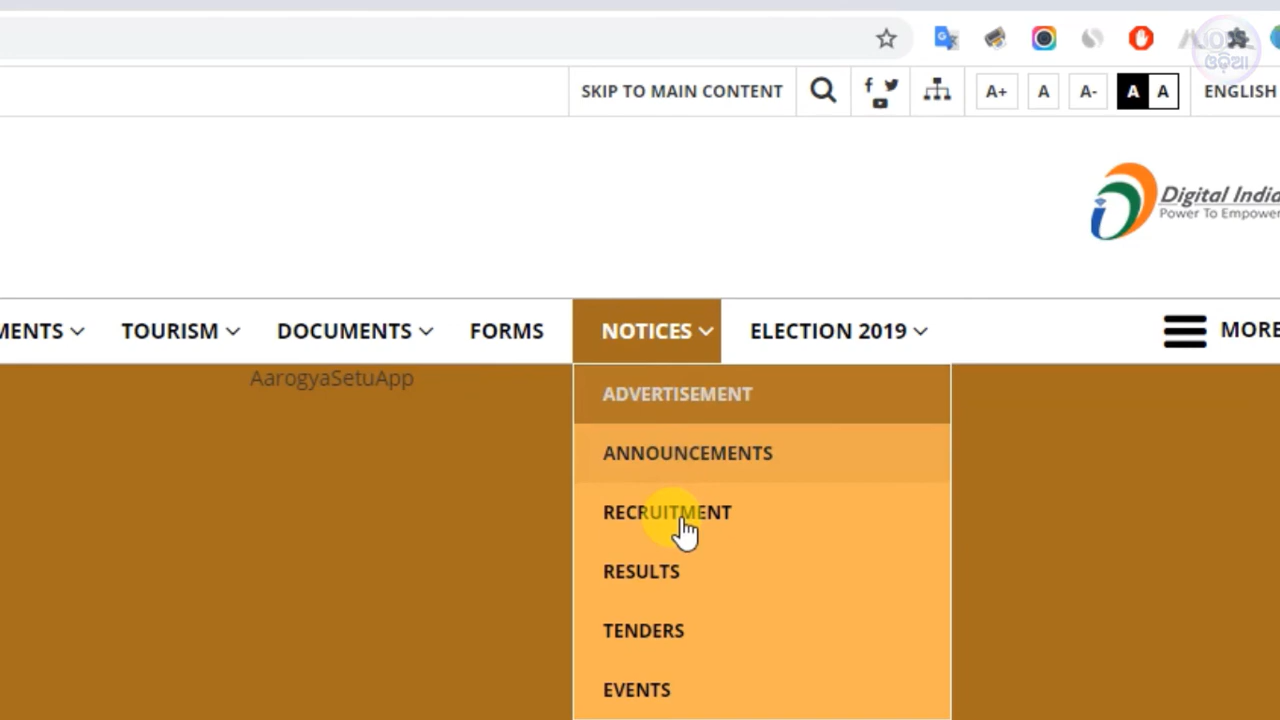 ଓଡ଼ିଆ
SKIP TO MAIN CONTENT
A+
A
A-
A
A
ENGLISH
Digital India
Power To Empower
TOURISM
DOCUMENTS
FORMS
NOTICES
ELECTION 2019
MORE
AarogyaSetuApp
ADVERTISEMENT
ANNOUNCEMENTS
RECRUITMENT
RESULTS
TENDERS
EVENTS